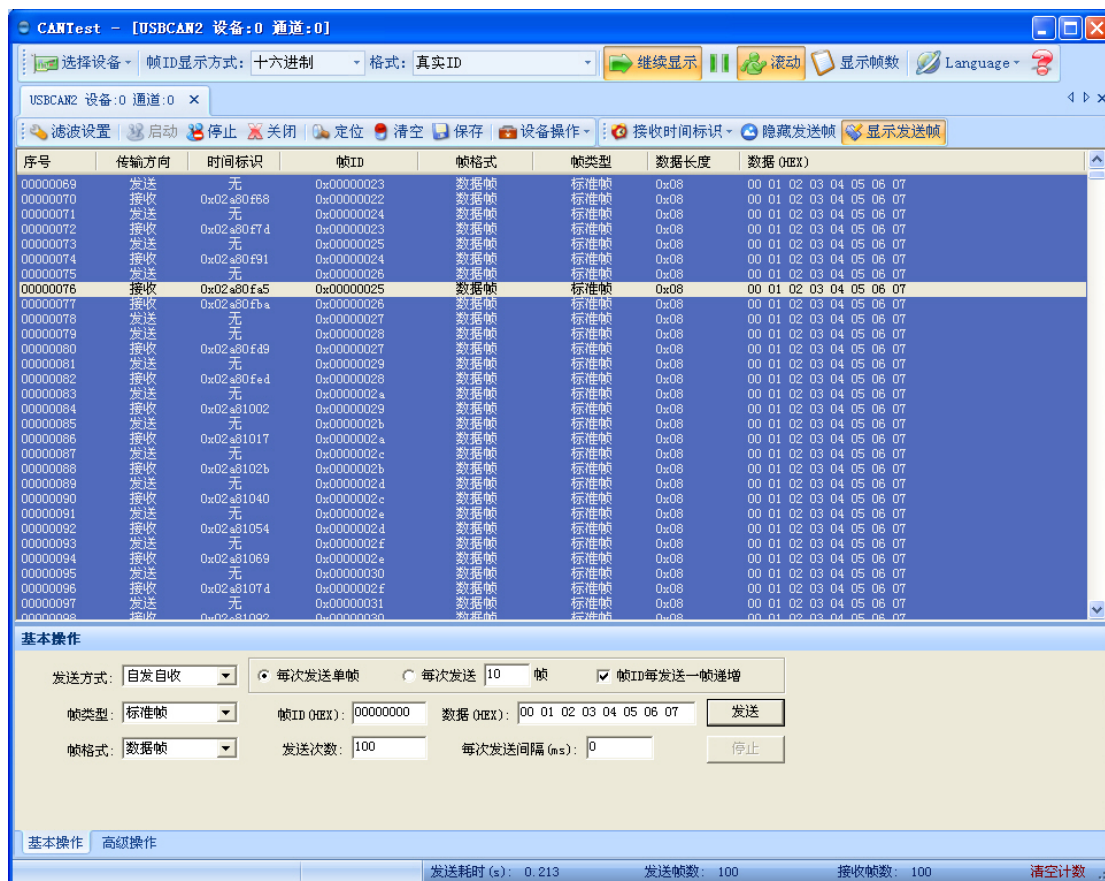 CANTest - [USBCAN2 设备:0 通道:0]
选择设备 帧ID显示方式: 十六进制 格式: 真实ID 继续显示 滚动 显示帧数 Language
USBCAN2 设备:0 通道:0
滤波设置 启动 停止 关闭 定位 清空 保存 设备操作 接收时间标识 隐藏发送帧 显示发送帧
序号 传输方向 时间标识 帧ID 帧格式 帧类型 数据长度 数据(HEX)
00000069 发送 无 0x00000023 数据帧 标准帧 0x08 00 01 02 03 04 05 06 07
00000070 接收 0x02a80f68 0x00000022 数据帧 标准帧 0x08 00 01 02 03 04 05 06 07
00000071 发送 无 0x00000024 数据帧 标准帧 0x08 00 01 02 03 04 05 06 07
00000072 接收 0x02a80f7d 0x00000023 数据帧 标准帧 0x08 00 01 02 03 04 05 06 07
00000073 发送 无 0x00000025 数据帧 标准帧 0x08 00 01 02 03 04 05 06 07
00000074 接收 0x02a80f91 0x00000024 数据帧 标准帧 0x08 00 01 02 03 04 05 06 07
00000075 发送 无 0x00000026 数据帧 标准帧 0x08 00 01 02 03 04 05 06 07
00000076 接收 0x02a80fa5 0x00000025 数据帧 标准帧 0x08 00 01 02 03 04 05 06 07
00000077 接收 0x02a80fba 0x00000026 数据帧 标准帧 0x08 00 01 02 03 04 05 06 07
00000078 发送 无 0x00000027 数据帧 标准帧 0x08 00 01 02 03 04 05 06 07
00000079 发送 无 0x00000028 数据帧 标准帧 0x08 00 01 02 03 04 05 06 07
00000080 接收 0x02a80fd9 0x00000027 数据帧 标准帧 0x08 00 01 02 03 04 05 06 07
00000081 发送 无 0x00000029 数据帧 标准帧 0x08 00 01 02 03 04 05 06 07
00000082 接收 0x02a80fed 0x00000028 数据帧 标准帧 0x08 00 01 02 03 04 05 06 07
00000083 发送 无 0x0000002a 数据帧 标准帧 0x08 00 01 02 03 04 05 06 07
00000084 接收 0x02a81002 0x00000029 数据帧 标准帧 0x08 00 01 02 03 04 05 06 07
00000085 发送 无 0x0000002b 数据帧 标准帧 0x08 00 01 02 03 04 05 06 07
00000086 接收 0x02a81017 0x0000002a 数据帧 标准帧 0x08 00 01 02 03 04 05 06 07
00000087 发送 无 0x0000002c 数据帧 标准帧 0x08 00 01 02 03 04 05 06 07
00000088 接收 0x02a8102b 0x0000002b 数据帧 标准帧 0x08 00 01 02 03 04 05 06 07
00000089 发送 无 0x0000002d 数据帧 标准帧 0x08 00 01 02 03 04 05 06 07
00000090 接收 0x02a81040 0x0000002c 数据帧 标准帧 0x08 00 01 02 03 04 05 06 07
00000091 发送 无 0x0000002e 数据帧 标准帧 0x08 00 01 02 03 04 05 06 07
00000092 接收 0x02a81054 0x0000002d 数据帧 标准帧 0x08 00 01 02 03 04 05 06 07
00000093 发送 无 0x0000002f 数据帧 标准帧 0x08 00 01 02 03 04 05 06 07
00000094 接收 0x02a81069 0x0000002e 数据帧 标准帧 0x08 00 01 02 03 04 05 06 07
00000095 发送 无 0x00000030 数据帧 标准帧 0x08 00 01 02 03 04 05 06 07
00000096 接收 0x02a8107d 0x0000002f 数据帧 标准帧 0x08 00 01 02 03 04 05 06 07
00000097 发送 无 0x00000031 数据帧 标准帧 0x08 00 01 02 03 04 05 06 07
00000098 接收 0x02a81092 0x00000030 数据帧 标准帧 0x08 00 01 02 03 04 05 06 07
基本操作
发送方式: 自发自收 每次发送单帧 每次发送 10 帧 帧ID每发送一帧递增
帧类型: 标准帧 帧ID(HEX): 00000000 数据(HEX): 00 01 02 03 04 05 06 07 发送
帧格式: 数据帧 发送次数: 100 每次发送间隔(ms): 0 停止
基本操作 高级操作
发送耗时(s): 0.213 发送帧数: 100 接收帧数: 100 清空计数